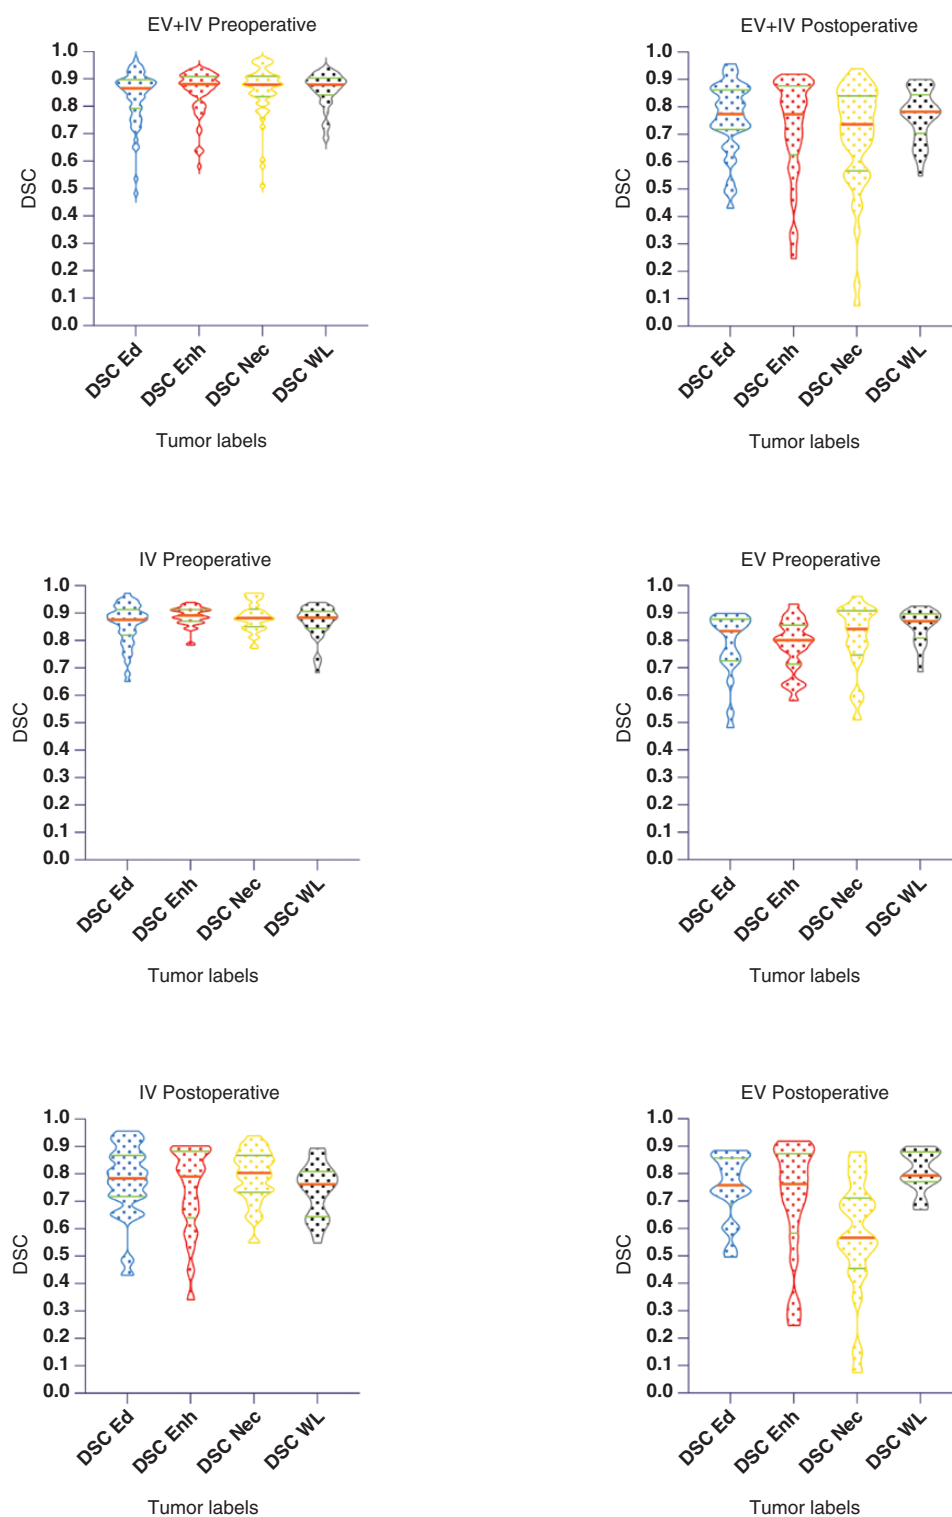 EV+IV Preoperative
1.0
0.9
0.8
0.7
0.6
0.5
0.4
0.3
0.2
0.1
0.0
DSC
DSC Ed
DSC Enh
DSC Nec
DSC WL
Tumor labels
EV+IV Postoperative
1.0
0.9
0.8
0.7
0.6
0.5
0.4
0.3
0.2
0.1
0.0
DSC
DSC Ed
DSC Enh
DSC Nec
DSC WL
Tumor labels
IV Preoperative
1.0
0.9
0.8
0.7
0.6
0.5
0.4
0.3
0.2
0.1
0.0
DSC
DSC Ed
DSC Enh
DSC Nec
DSC WL
Tumor labels
EV Preoperative
1.0
0.9
0.8
0.7
0.6
0.5
0.4
0.3
0.2
0.1
0.0
DSC
DSC Ed
DSC Enh
DSC Nec
DSC WL
Tumor labels
IV Postoperative
1.0
0.9
0.8
0.7
0.6
0.5
0.4
0.3
0.2
0.1
0.0
DSC
DSC Ed
DSC Enh
DSC Nec
DSC WL
Tumor labels
EV Postoperative
1.0
0.9
0.8
0.7
0.6
0.5
0.4
0.3
0.2
0.1
0.0
DSC
DSC Ed
DSC Enh
DSC Nec
DSC WL
Tumor labels